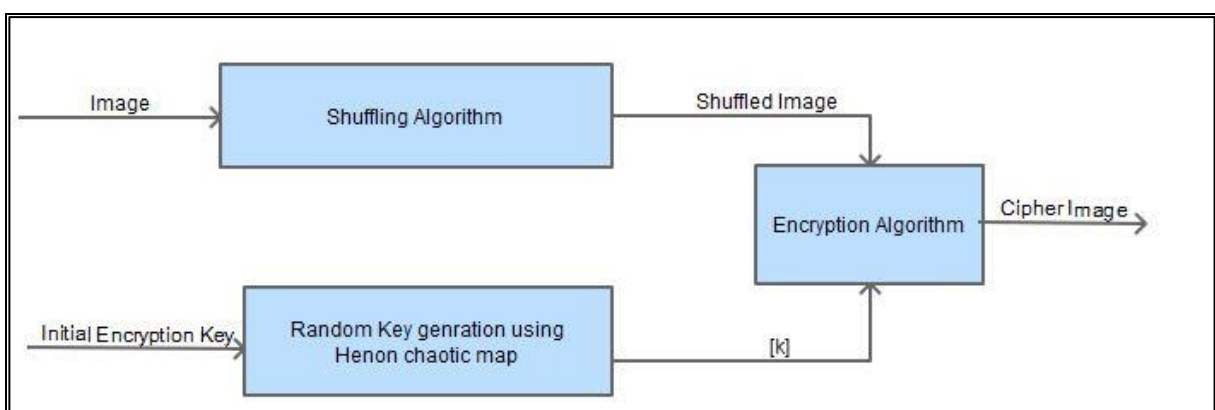 Image
Shuffling Algorithm
Shuffled Image
Encryption Algorithm
Cipher Image
Initial Encryption Key
Random Key genration using
Henon chaotic map
[k]